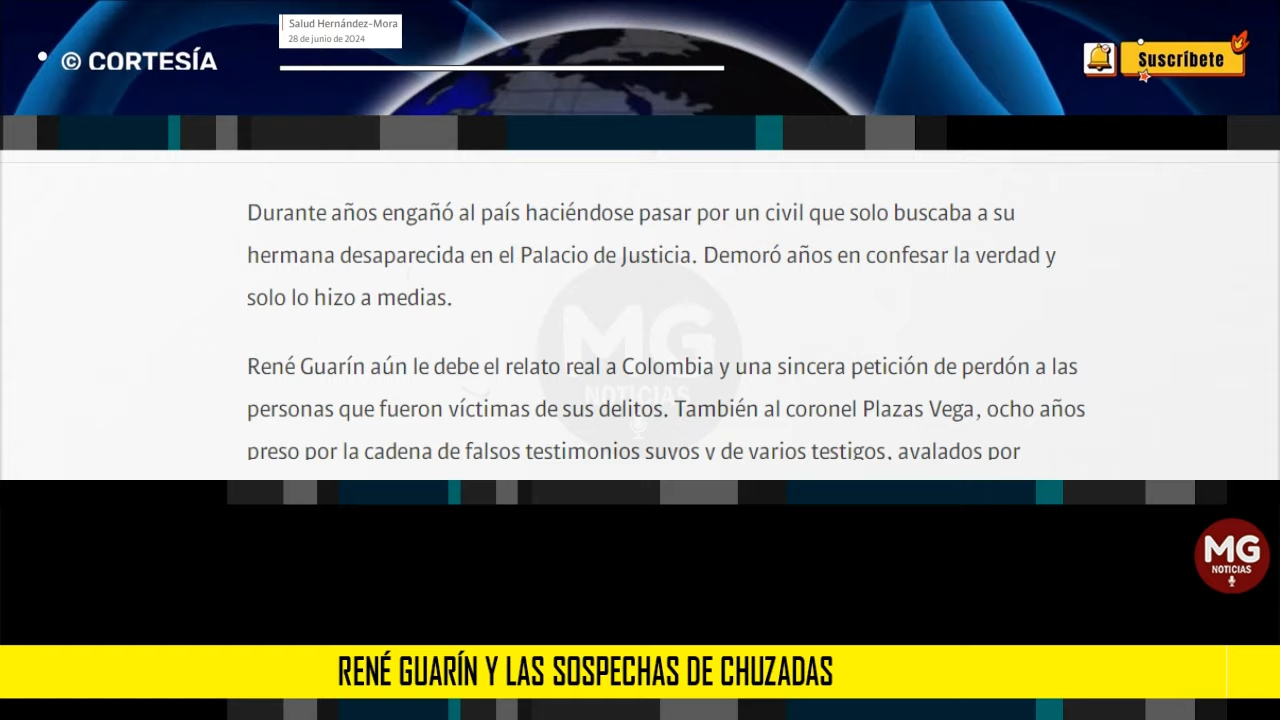 Salud Hernández-Mora
28 de junio de 2024
© CORTESÍA
Suscríbete
Durante años engañó al país haciéndose pasar por un civil que solo buscaba a su
hermana desaparecida en el Palacio de Justicia. Demoró años en confesar la verdad y
solo lo hizo a medias.
René Guarín aún le debe el relato real a Colombia y una sincera petición de perdón a las
personas que fueron víctimas de sus delitos. También al coronel Plazas Vega, ocho años
preso por la cadena de falsos testimonios suyos y de varios testigos, avalados por
MG
NOTICIAS
MG
NOTICIAS
RENÉ GUARÍN Y LAS SOSPECHAS DE CHUZADAS